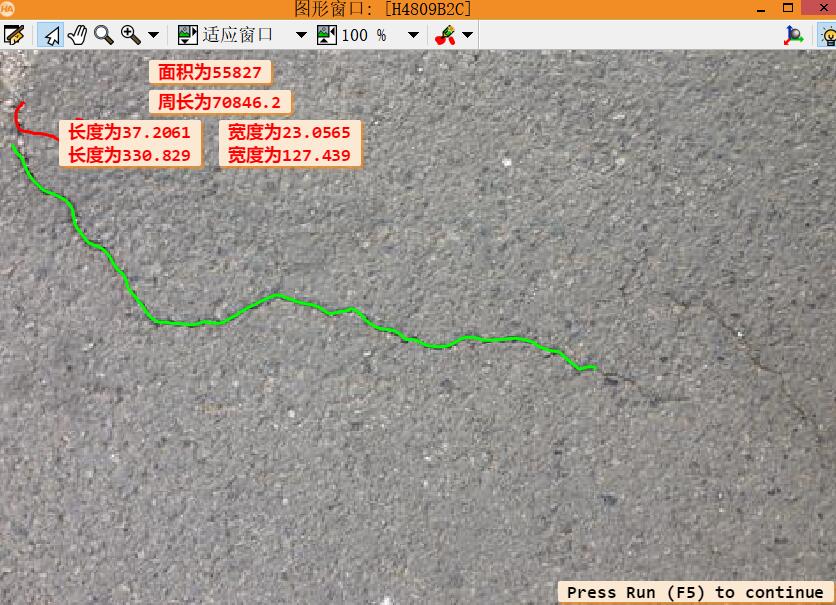 HA
图形窗口: [H4809B2C]
适应窗口
100 %
面积为55827
周长为70846.2
长度为37.2061 宽度为23.0565
长度为330.829 宽度为127.439
Press Run (F5) to continue